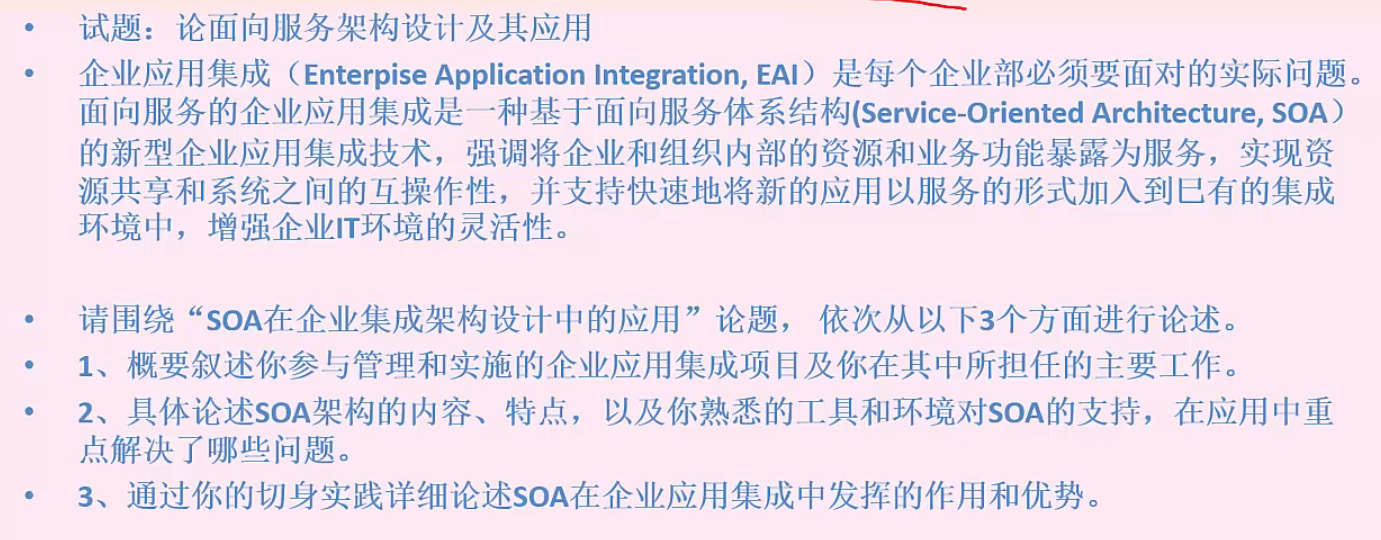 • 试题：论面向服务架构设计及其应用
• 企业应用集成（Enterpise Application Integration, EAI）是每个企业部必须要面对的实际问题。
面向服务的企业应用集成是一种基于面向服务体系结构(Service-Oriented Architecture, SOA）
的新型企业应用集成技术，强调将企业和组织内部的资源和业务功能暴露为服务，实现资
源共享和系统之间的互操作性，并支持快速地将新的应用以服务的形式加入到巳有的集成
环境中，增强企业IT环境的灵活性。
• 请围绕“SOA在企业集成架构设计中的应用”论题， 依次从以下3个方面进行论述。
• 1、概要叙述你参与管理和实施的企业应用集成项目及你在其中所担任的主要工作。
• 2、具体论述SOA架构的内容、特点，以及你熟悉的工具和环境对SOA的支持，在应用中重
点解决了哪些问题。
• 3、通过你的切身实践详细论述SOA在企业应用集成中发挥的作用和优势。